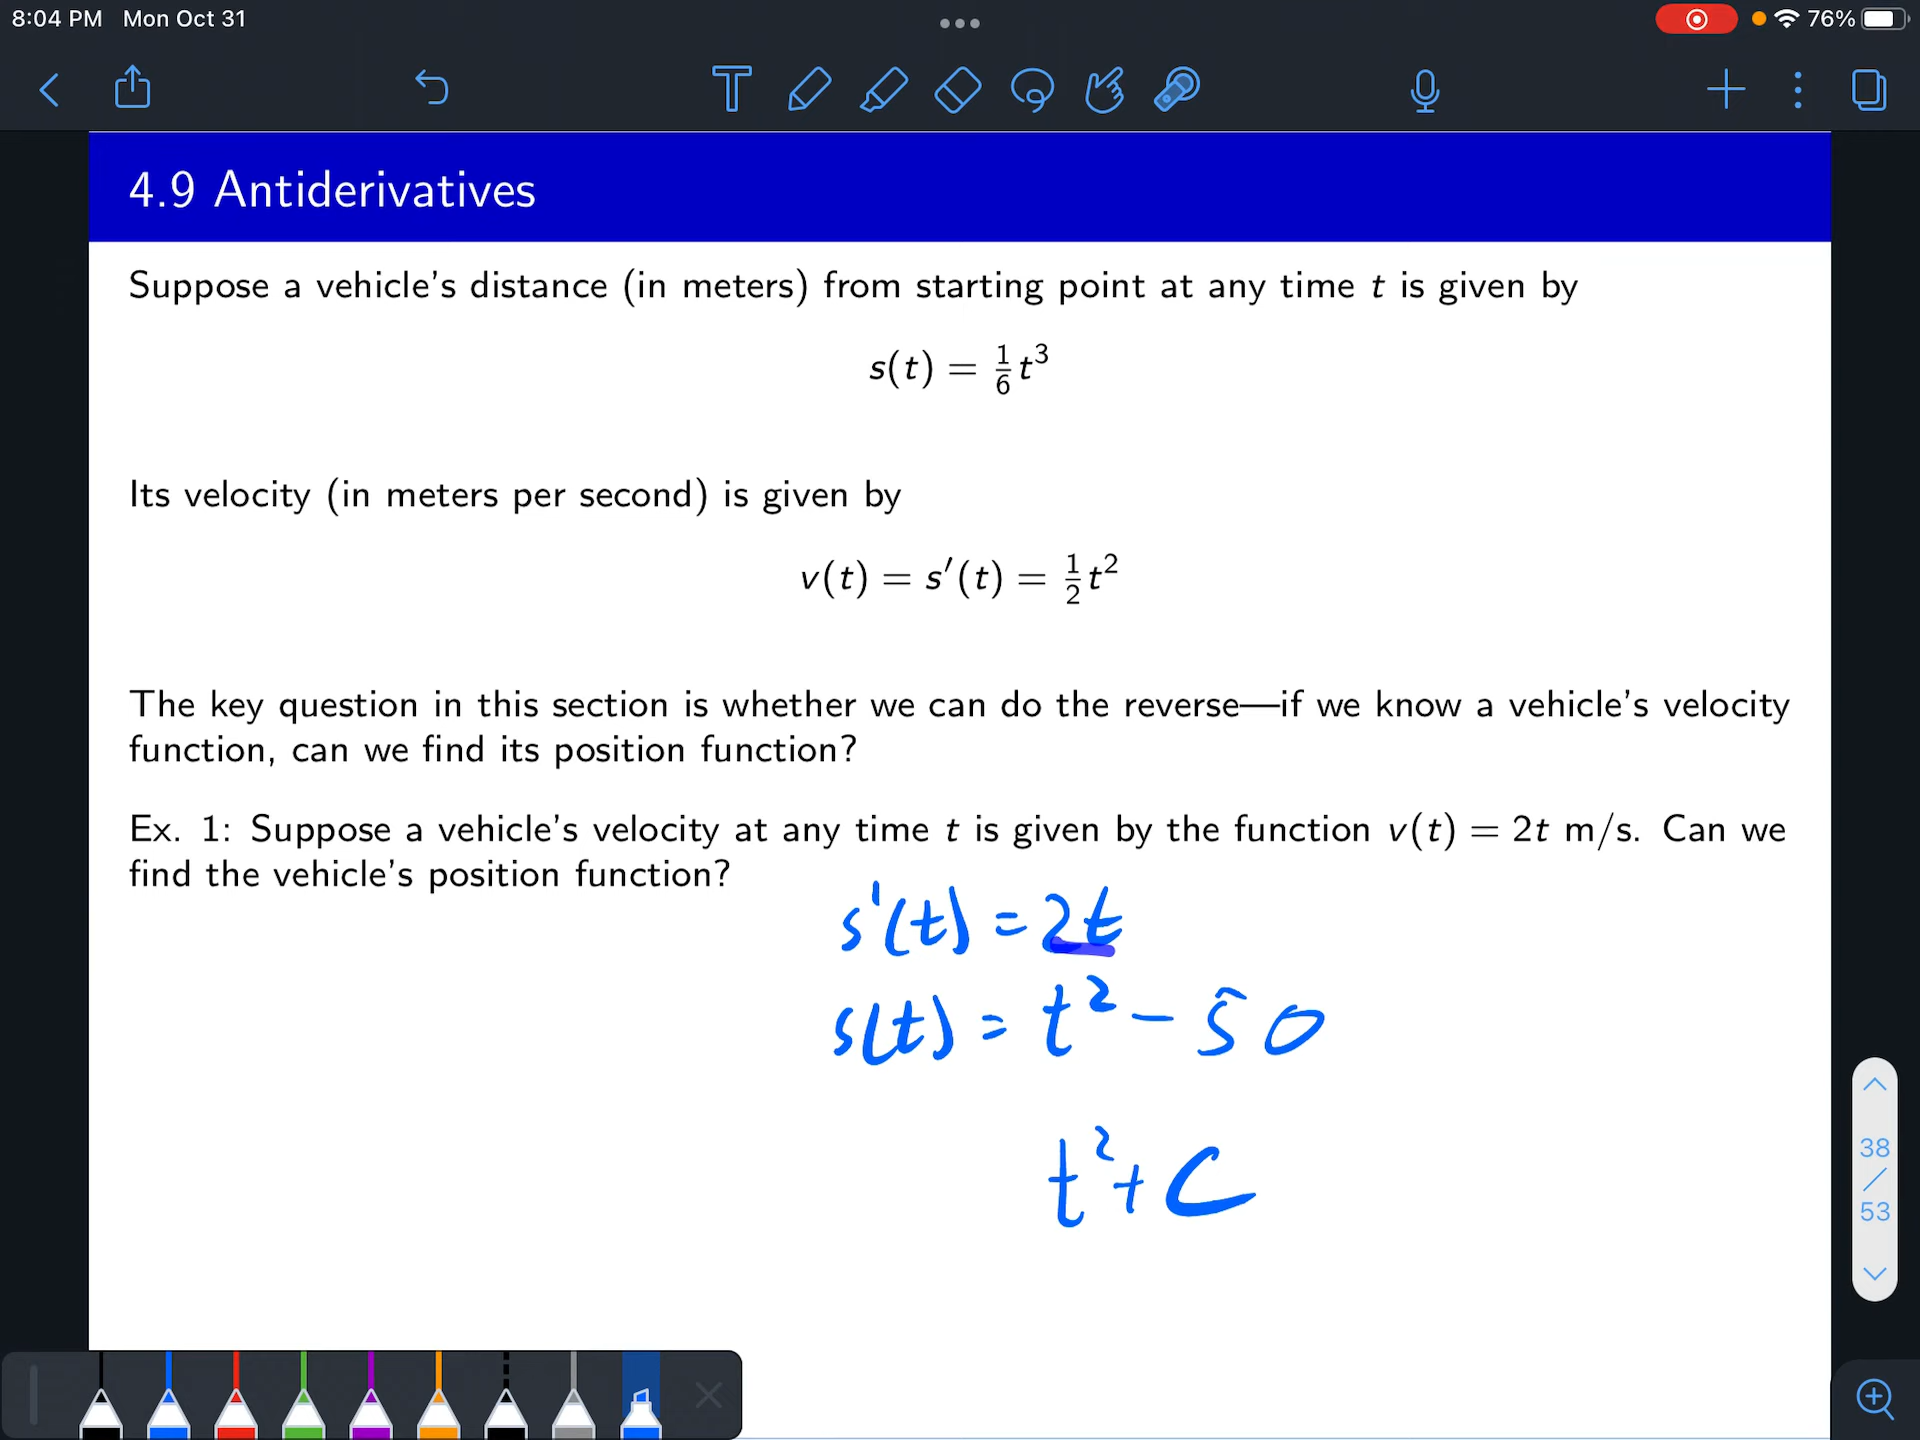 8:04 PM Mon Oct 31
76%
4.9 Antiderivatives
Suppose a vehicle's distance (in meters) from starting point at any time t is given by
s(t) = 1/6 t³
Its velocity (in meters per second) is given by
v(t) = s′(t) = 1/2 t²
The key question in this section is whether we can do the reverse—if we know a vehicle's velocity
function, can we find its position function?
Ex. 1: Suppose a vehicle's velocity at any time t is given by the function v(t) = 2t m/s. Can we
find the vehicle's position function?
s'(t) = 2t
s(t) = t² - 50
t² + C
38
/
53